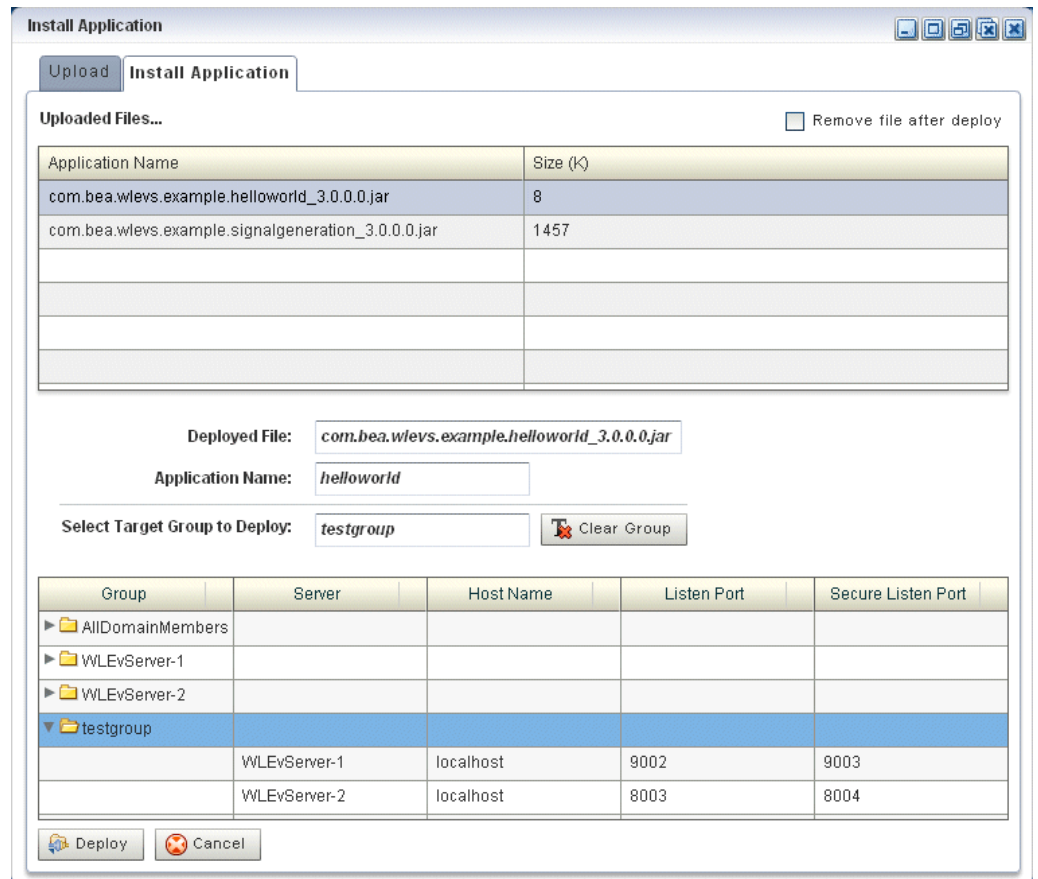 Install Application
Upload Install Application
Uploaded Files... Remove file after deploy
Application Name Size (K)
com.bea.wlevs.example.helloworld_3.0.0.0.jar 8
com.bea.wlevs.example.signalgeneration_3.0.0.0.jar 1457
Deployed File: com.bea.wlevs.example.helloworld_3.0.0.0.jar
Application Name: helloworld
Select Target Group to Deploy: testgroup Clear Group
Group Server Host Name Listen Port Secure Listen Port
AllDomainMembers
WLEvServer-1
WLEvServer-2
testgroup
WLEvServer-1 localhost 9002 9003
WLEvServer-2 localhost 8003 8004
Deploy Cancel